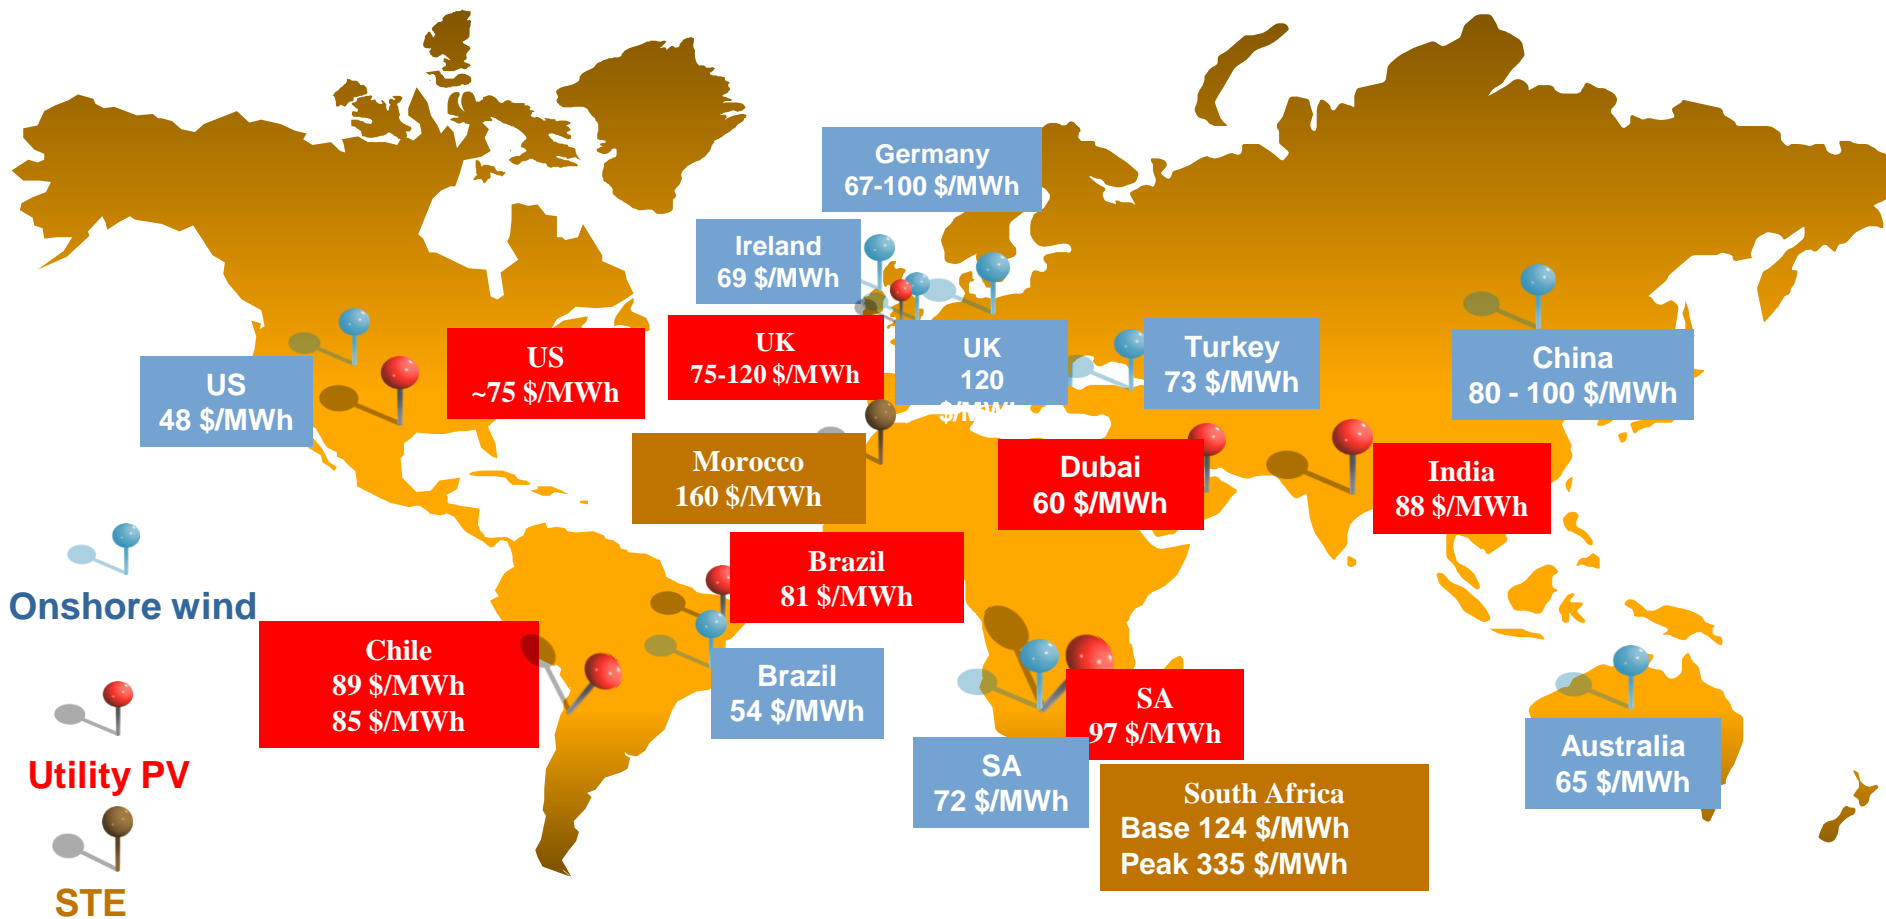 Germany
67-100 $/MWh
Ireland
69 $/MWh
US
48 $/MWh
US
~75 $/MWh
UK
75-120 $/MWh
UK
120
$/MWh
Turkey
73 $/MWh
China
80 - 100 $/MWh
Morocco
160 $/MWh
Dubai
60 $/MWh
India
88 $/MWh
Onshore wind
Brazil
81 $/MWh
Chile
89 $/MWh
85 $/MWh
Brazil
54 $/MWh
SA
97 $/MWh
SA
72 $/MWh
Australia
65 $/MWh
Utility PV
South Africa
Base 124 $/MWh
Peak 335 $/MWh
STE